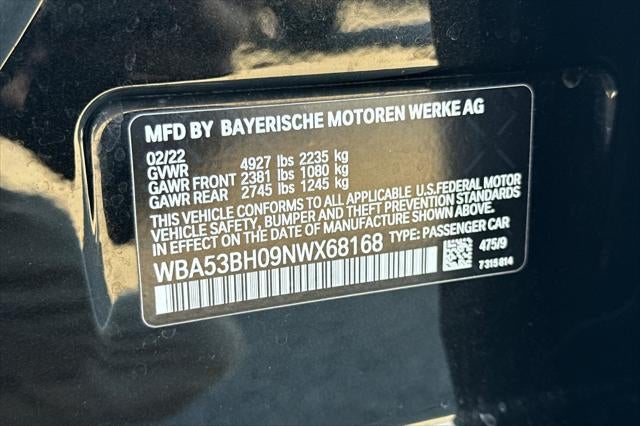 MFD BY BAYERISCHE MOTOREN WERKE AG
02/22
GVWR 4927 lbs 2235 kg
GAWR FRONT 2381 lbs 1080 kg
GAWR REAR 2745 lbs 1245 kg
THIS VEHICLE CONFORMS TO ALL APPLICABLE U.S.FEDERAL MOTOR
VEHICLE SAFETY, BUMPER AND THEFT PREVENTION STANDARDS
IN EFFECT ON THE DATE OF MANUFACTURE SHOWN ABOVE.
WBA53BH09NWX68168 TYPE: PASSENGER CAR
475/9
7315814